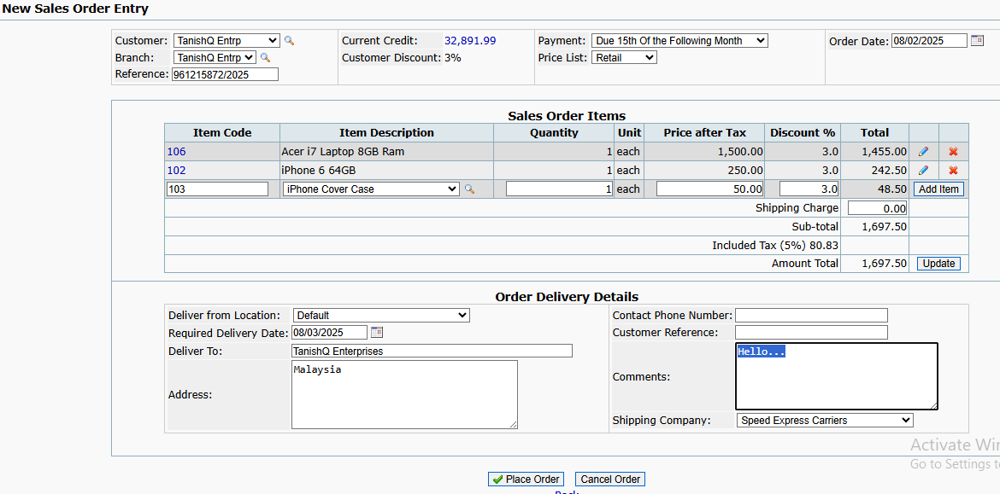 New Sales Order Entry
Customer: TanishQ Entrp Current Credit: 32,891.99 Payment: Due 15th Of the Following Month Order Date: 08/02/2025
Branch: TanishQ Entrp Customer Discount: 3% Price List: Retail
Reference: 961215872/2025
Sales Order Items
Item Code Item Description Quantity Unit Price after Tax Discount % Total
106 Acer i7 Laptop 8GB Ram 1 each 1,500.00 3.0 1,455.00
102 iPhone 6 64GB 1 each 250.00 3.0 242.50
103 iPhone Cover Case 1 each 50.00 3.0 48.50 Add Item
Shipping Charge 0.00
Sub-total 1,697.50
Included Tax (5%) 80.83
Amount Total 1,697.50 Update
Order Delivery Details
Deliver from Location: Default Contact Phone Number:
Required Delivery Date: 08/03/2025 Customer Reference:
Deliver To: TanishQ Enterprises Hello...
Malaysia
Comments:
Address:
Shipping Company: Speed Express Carriers
Activate Win
Go to Settings t
Place Order Cancel Order
Back